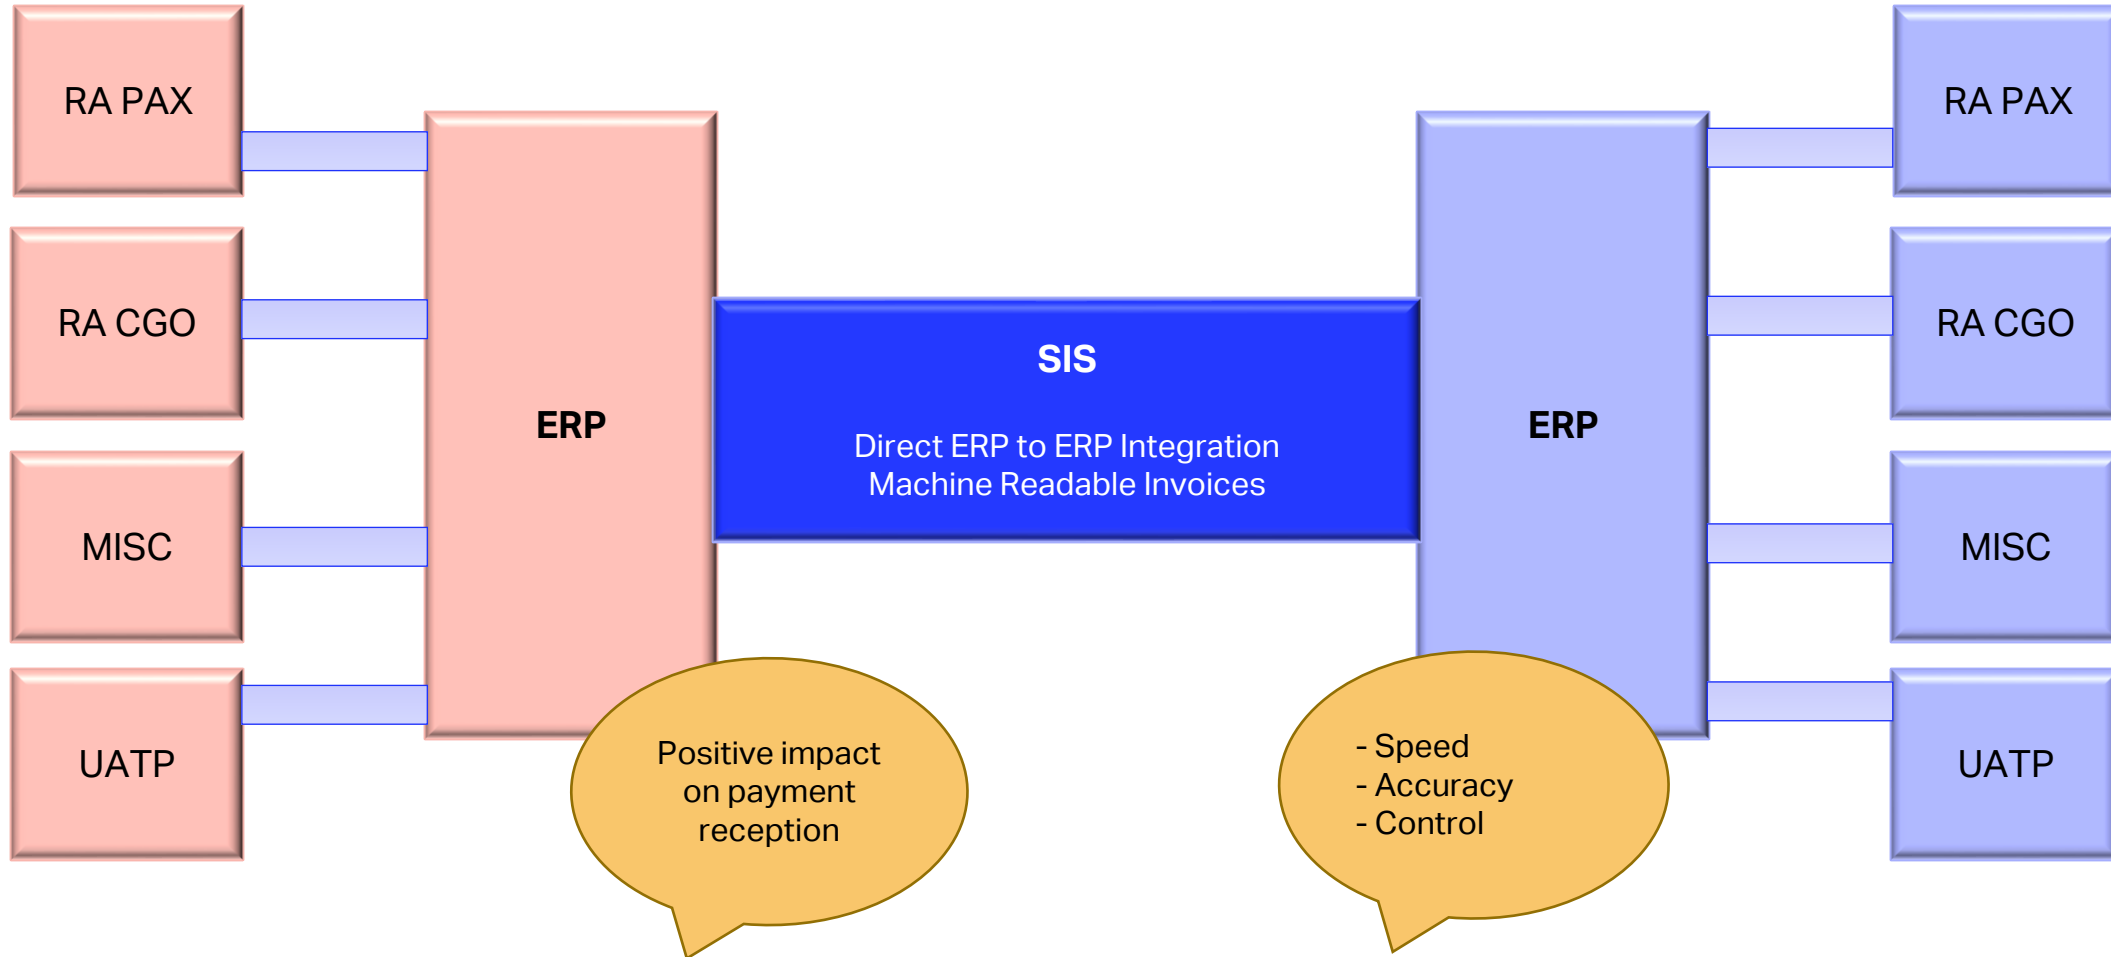 RA PAX
RA CGO
MISC
UATP
ERP
SIS
Direct ERP to ERP Integration
Machine Readable Invoices
ERP
RA PAX
RA CGO
MISC
UATP
Positive impact
on payment
reception
- Speed
- Accuracy
- Control